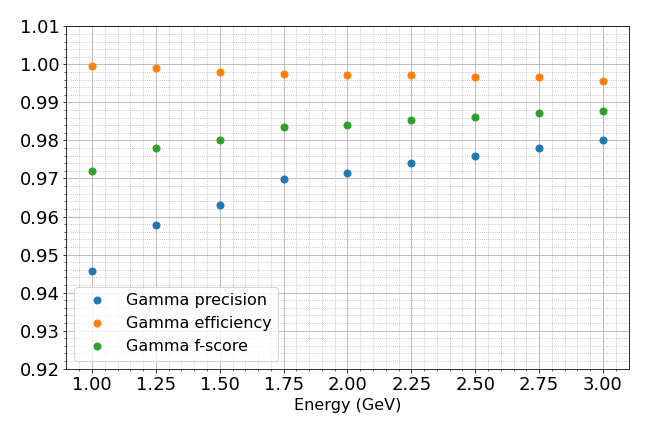 1.01
1.00
0.99
0.98
0.97
0.96
0.95
0.94
0.93
0.92
Gamma precision
Gamma efficiency
Gamma f-score
1.00 1.25 1.50 1.75 2.00 2.25 2.50 2.75 3.00
Energy (GeV)